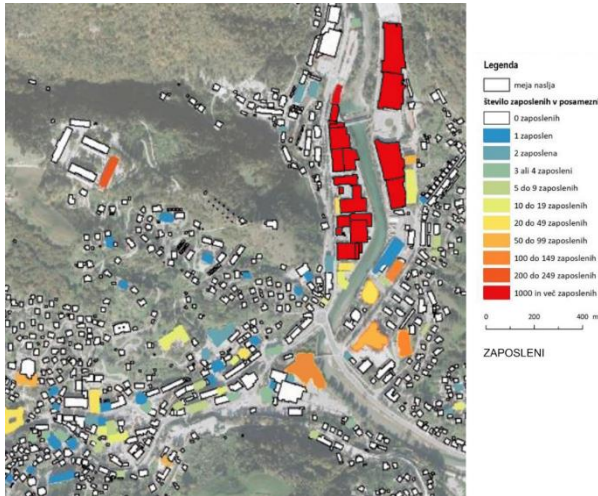 Legenda
meja naslja
število zaposlenih v posamezni
0 zaposlenih
1 zaposlen
2 zaposlena
3 ali 4 zaposleni
5 do 9 zaposlenih
10 do 19 zaposlenih
20 do 49 zaposlenih
50 do 99 zaposlenih
100 do 149 zaposlenih
200 do 249 zaposlenih
1000 in več zaposlenih
0 200 400 m
ZAPOSLENI